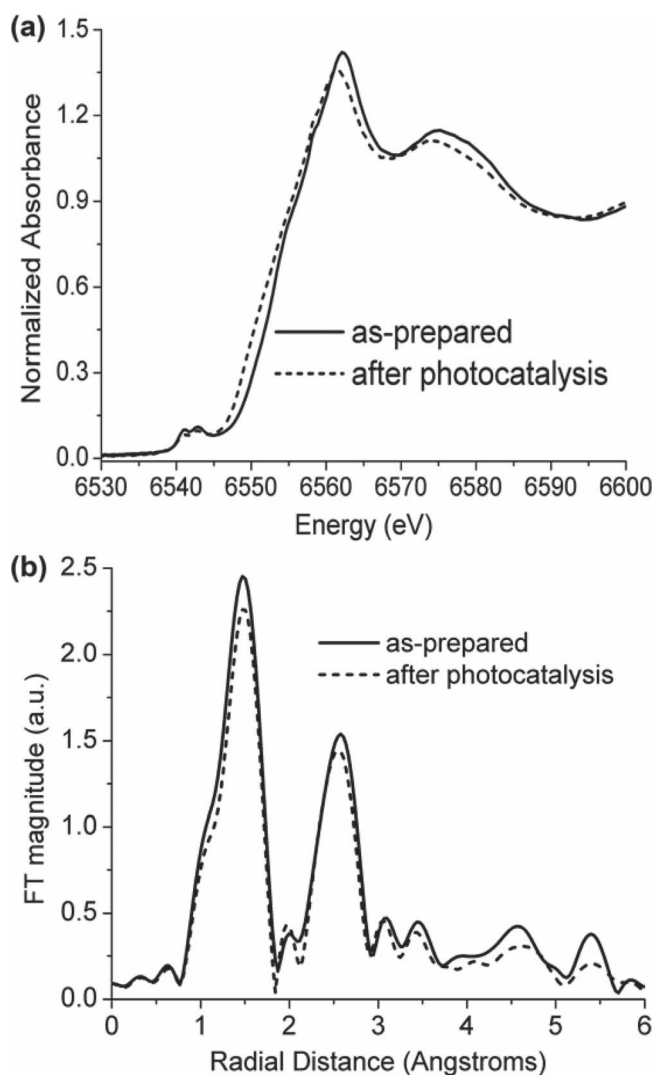 (a)
1.5
1.2
0.9
0.6
0.3
0.0
Normalized Absorbance
as-prepared
after photocatalysis
6530 6540 6550 6560 6570 6580 6590 6600
Energy (eV)
(b)
2.5
2.0
1.5
1.0
0.5
0.0
FT magnitude (a.u.)
as-prepared
after photocatalysis
0 1 2 3 4 5 6
Radial Distance (Angstroms)